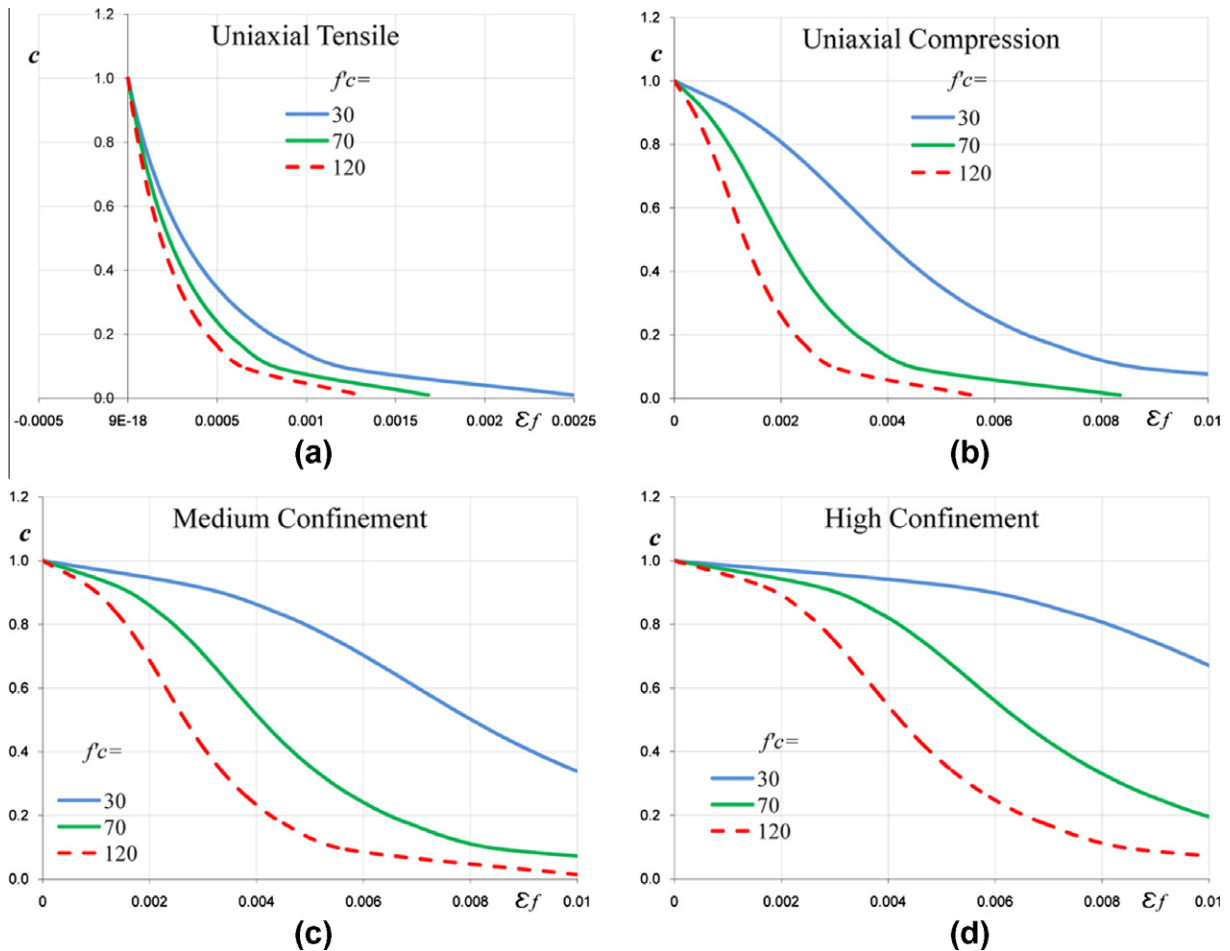 1.2
Uniaxial Tensile
c
f'c=
1.0
30
70
0.8
120
0.6
0.4
0.2
0.0
-0.0005 9E-18 0.0005 0.001 0.0015 0.002 εf 0.0025
(a)
1.2
Uniaxial Compression
c
f'c=
1.0
30
0.8
70
120
0.6
0.4
0.2
0.0
0 0.002 0.004 0.006 0.008 εf 0.01
(b)
1.2
Medium Confinement
c
1.0
0.8
0.6
f'c=
0.4
30
0.2
70
120
0.0
0 0.002 0.004 0.006 0.008 εf 0.01
(c)
1.2
High Confinement
c
1.0
0.8
0.6
f'c=
0.4
30
70
0.2
120
0.0
0 0.002 0.004 0.006 0.008 εf 0.01
(d)